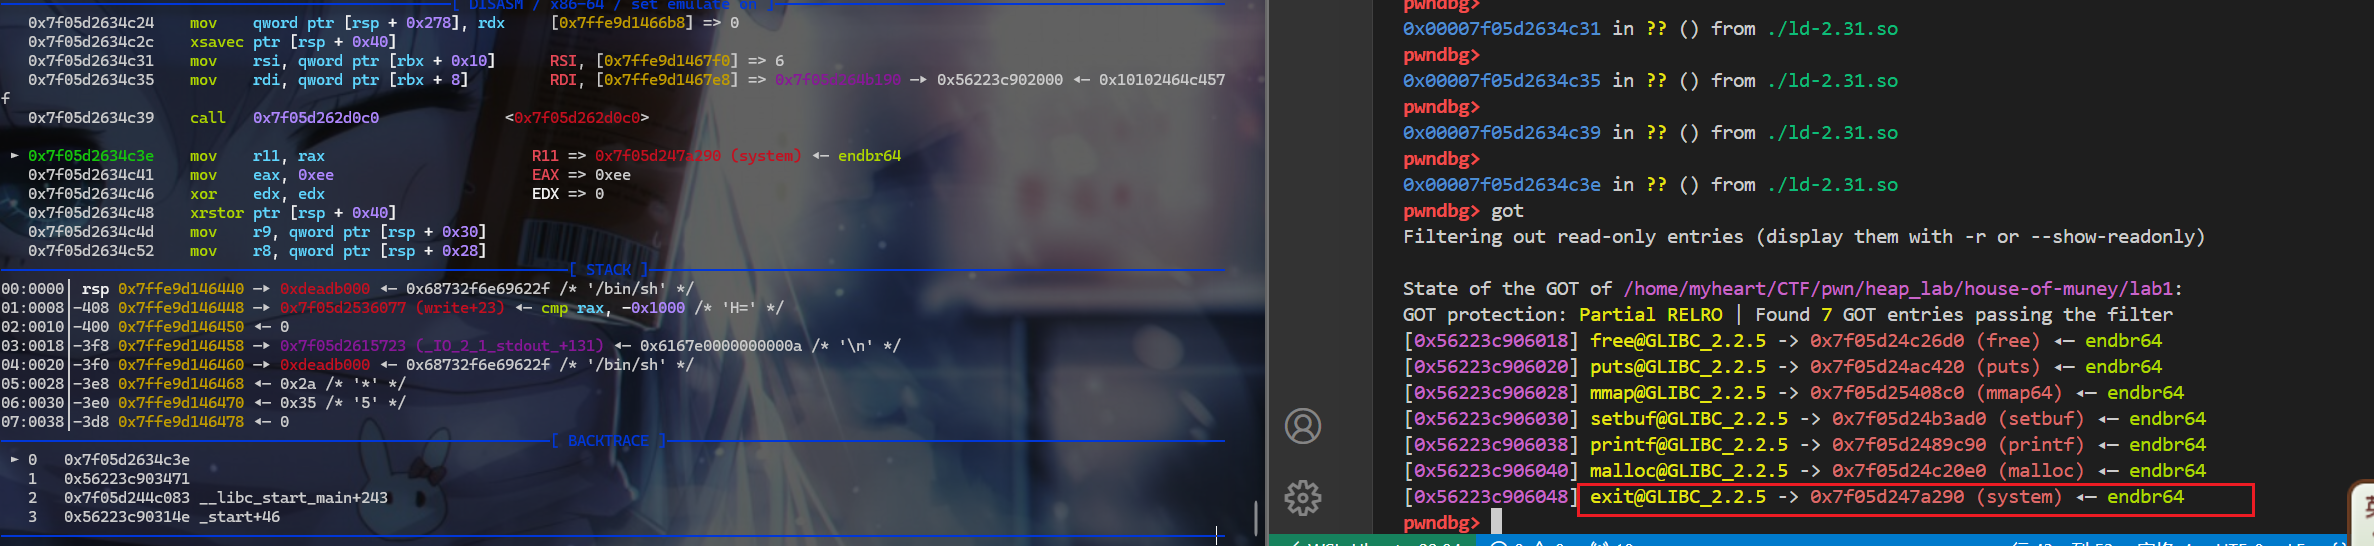 [ DISASM / x86-64 / set emulate on ]
0x7f05d2634c24 mov qword ptr [rsp + 0x278], rdx [0x7ffe9d1466b8] => 0
0x7f05d2634c2c xsavec ptr [rsp + 0x40]
0x7f05d2634c31 mov rsi, qword ptr [rbx + 0x10] RSI, [0x7ffe9d1467f0] => 6
0x7f05d2634c35 mov rdi, qword ptr [rbx + 8] RDI, [0x7ffe9d1467e8] => —▸ 0x56223c902000 ◂— 0x10102464c457
f
0x7f05d2634c39 call 0x7f05d262d0c0 <0x7f05d262d0c0>
► 0x7f05d2634c3e mov r11, rax R11 => 0x7f05d247a290 (system) ◂— endbr64
0x7f05d2634c41 mov eax, 0xee EAX => 0xee
0x7f05d2634c46 xor edx, edx EDX => 0
0x7f05d2634c48 xrstor ptr [rsp + 0x40]
0x7f05d2634c4d mov r9, qword ptr [rsp + 0x30]
0x7f05d2634c52 mov r8, qword ptr [rsp + 0x28]
[ STACK ]
00:0000│ rsp 0x7ffe9d146440 —▸ 0xdeadb000 ◂— 0x68732f6e69622f /* '/bin/sh' */
01:0008│-408 0x7ffe9d146448 —▸ 0x7f05d2536077 (write+23) ◂— cmp rax, -0x1000 /* 'H=' */
02:0010│-400 0x7ffe9d146450 ◂— 0
03:0018│-3f8 0x7ffe9d146458 —▸ 0x7f05d2615723 (_IO_2_1_stdout_+131) ◂— 0x6167e0000000000a /* '\n' */
04:0020│-3f0 0x7ffe9d146460 —▸ 0xdeadb000 ◂— 0x68732f6e69622f /* '/bin/sh' */
05:0028│-3e8 0x7ffe9d146468 ◂— 0x2a /* '*' */
06:0030│-3e0 0x7ffe9d146470 ◂— 0x35 /* '5' */
07:0038│-3d8 0x7ffe9d146478 ◂— 0
[ BACKTRACE ]
► 0 0x7f05d2634c3e
1 0x56223c903471
2 0x7f05d244c083 __libc_start_main+243
3 0x56223c90314e _start+46
pwndbg>
0x00007f05d2634c31 in ?? () from ./ld-2.31.so
pwndbg>
0x00007f05d2634c35 in ?? () from ./ld-2.31.so
pwndbg>
0x00007f05d2634c39 in ?? () from ./ld-2.31.so
pwndbg>
0x00007f05d2634c3e in ?? () from ./ld-2.31.so
pwndbg> got
Filtering out read-only entries (display them with -r or --show-readonly)
State of the GOT of /home/myheart/CTF/pwn/heap_lab/house-of-muney/lab1:
GOT protection: Partial RELRO | Found 7 GOT entries passing the filter
[0x56223c906018] free@GLIBC_2.2.5 -> 0x7f05d24c26d0 (free) ◂— endbr64
[0x56223c906020] puts@GLIBC_2.2.5 -> 0x7f05d24ac420 (puts) ◂— endbr64
[0x56223c906028] mmap@GLIBC_2.2.5 -> 0x7f05d25408c0 (mmap64) ◂— endbr64
[0x56223c906030] setbuf@GLIBC_2.2.5 -> 0x7f05d24b3ad0 (setbuf) ◂— endbr64
[0x56223c906038] printf@GLIBC_2.2.5 -> 0x7f05d2489c90 (printf) ◂— endbr64
[0x56223c906040] malloc@GLIBC_2.2.5 -> 0x7f05d24c20e0 (malloc) ◂— endbr64
[0x56223c906048] exit@GLIBC_2.2.5 -> 0x7f05d247a290 (system) ◂— endbr64
pwndbg>